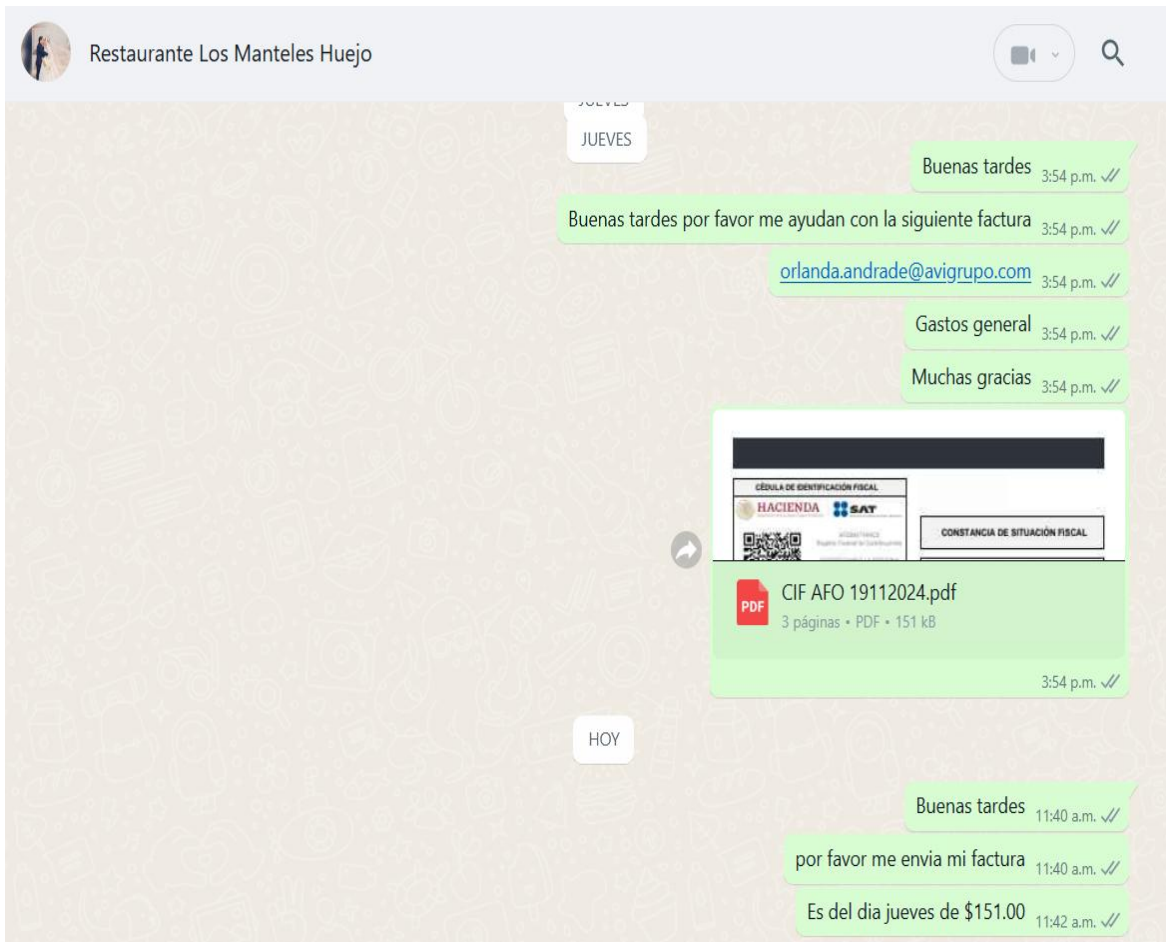 Restaurante Los Manteles Huejo
JUEVES
JUEVES
Buenas tardes 3:54 p.m.
Buenas tardes por favor me ayudan con la siguiente factura 3:54 p.m.
orlanda.andrade@avigrupo.com 3:54 p.m.
Gastos general 3:54 p.m.
Muchas gracias 3:54 p.m.
CÉDULA DE IDENTIFICACIÓN FISCAL
HACIENDA SAT
CONSTANCIA DE SITUACIÓN FISCAL
PDF CIF AFO 19112024.pdf
3 páginas • PDF • 151 kB
3:54 p.m.
HOY
Buenas tardes 11:40 a.m.
por favor me envia mi factura 11:40 a.m.
Es del dia jueves de $151.00 11:42 a.m.